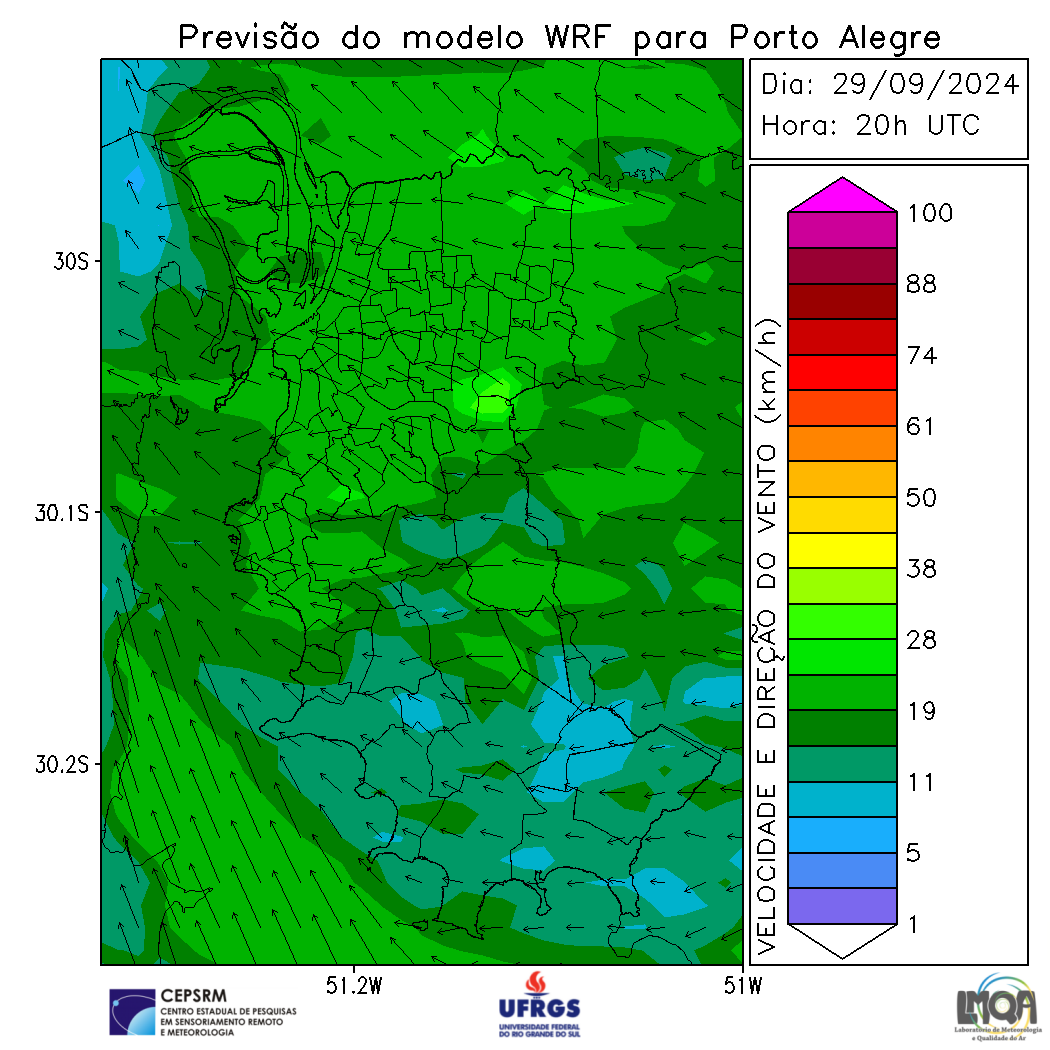 Previsão do modelo WRF para Porto Alegre
Dia: 29/09/2024
Hora: 20h UTC
30S
30.1S
30.2S
51.2W
51W
VELOCIDADE E DIREÇÃO DO VENTO (km/h)
100
88
74
61
50
38
28
19
11
5
1
CEPSRM
CENTRO ESTADUAL DE PESQUISAS
EM SENSORIAMENTO REMOTO
E METEOROLOGIA
UFRGS
UNIVERSIDADE FEDERAL
DO RIO GRANDE DO SUL
LMQA
Laboratório de Meteorologia
e Qualidade do Ar